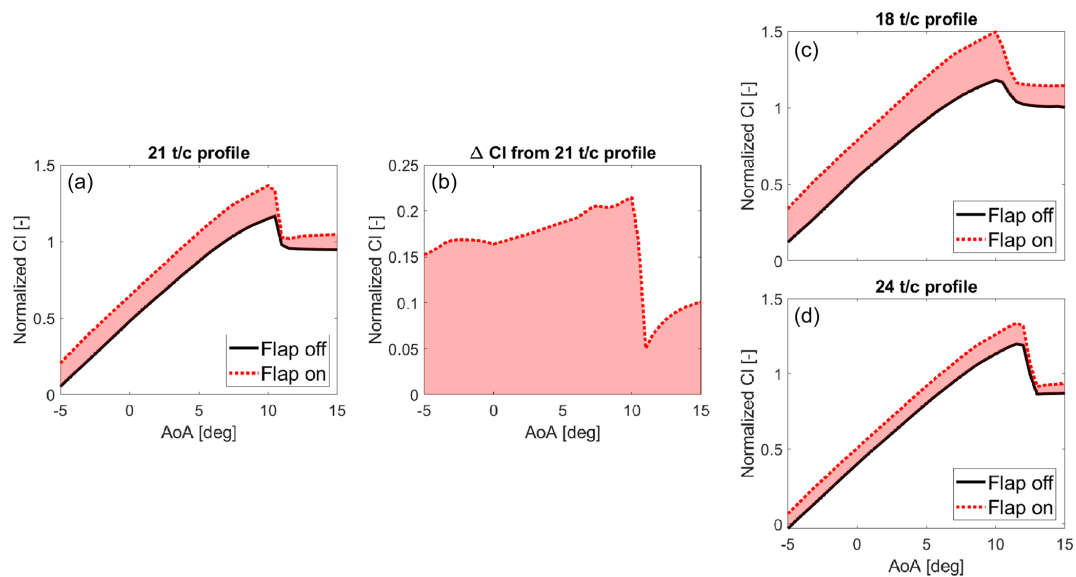 21 t/c profile
(a)
Normalized Cl [-]
1.5
1
0.5
0
-5
0
5
10
15
AoA [deg]
Flap off
Flap on
Δ Cl from 21 t/c profile
(b)
Normalized Cl [-]
0.25
0.2
0.15
0.1
0.05
0
-5
0
5
10
15
AoA [deg]
18 t/c profile
(c)
Normalized Cl [-]
1.5
1
0.5
0
Flap off
Flap on
24 t/c profile
(d)
Normalized Cl [-]
1.5
1
0.5
0
-5
0
5
10
15
AoA [deg]
Flap off
Flap on